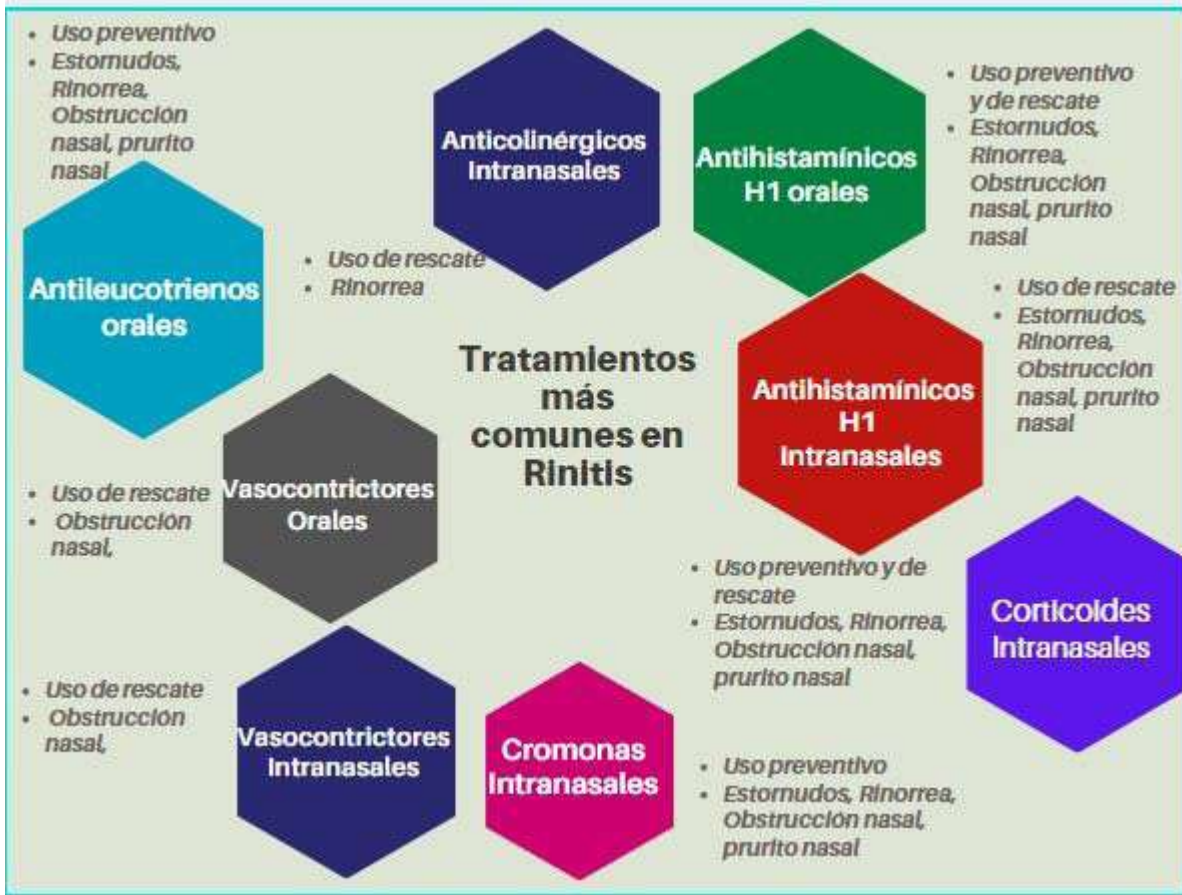 • Uso preventivo
• Estornudos,
Rinorrea,
Obstrucción
nasal, prurito
nasal
Antileucotrienos
orales
Anticolinérgicos
Intranasales
• Uso de rescate
• Rinorrea
Antihistamínicos
H1 orales
• Uso preventivo
y de rescate
• Estornudos,
Rinorrea,
Obstrucción
nasal, prurito
nasal
Tratamientos
más
comunes en
Rinitis
Antihistamínicos
H1
Intranasales
• Uso de rescate
• Estornudos,
Rinorrea,
Obstrucción
nasal, prurito
nasal
• Uso de rescate
• Obstrucción
nasal,
Vasocontrictores
Orales
• Uso preventivo y de
rescate
• Estornudos, Rinorrea,
Obstrucción nasal,
prurito nasal
Corticoides
Intranasales
• Uso de rescate
• Obstrucción
nasal,
Vasocontrictores
Intranasales
Cromonas
Intranasales
• Uso preventivo
• Estornudos, Rinorrea,
Obstrucción nasal,
prurito nasal